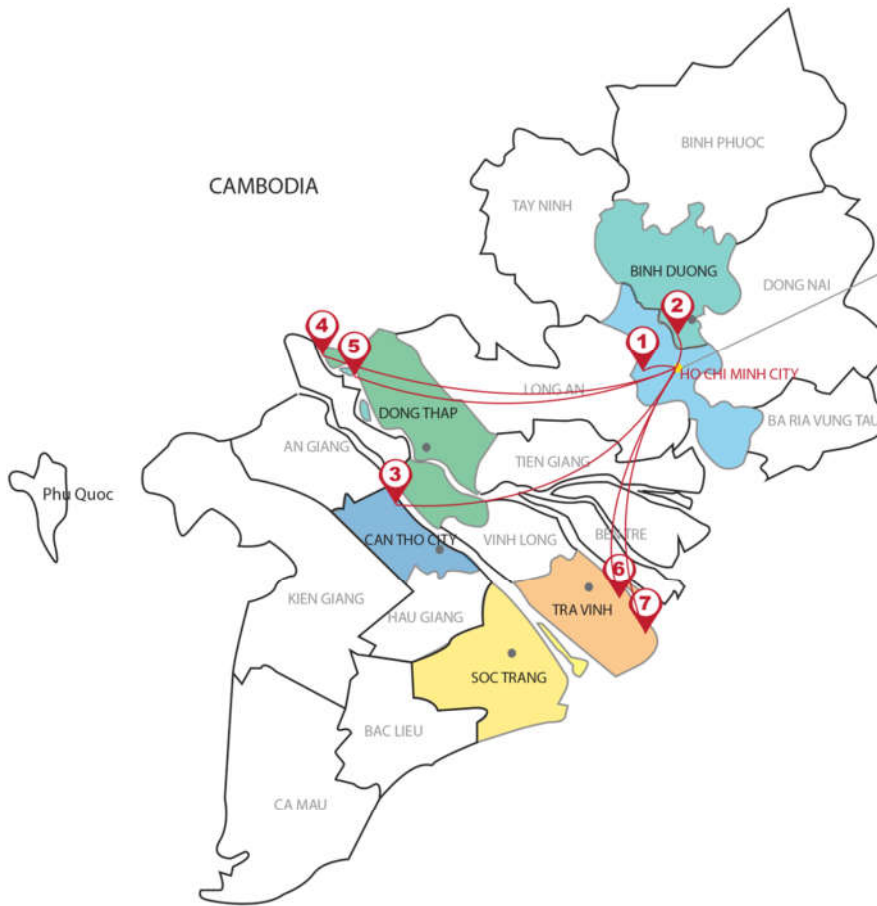 BINH PHUOC
CAMBODIA
TAY NINH
BINH DUONG
DONG NAI
2
4
1
5
HO CHI MINH CITY
LONG AN
DONG THAP
BA RIA VUNG TAU
AN GIANG
TIEN GIANG
3
Phu Quoc
BEN TRE
CAN THO CITY
VINH LONG
6
KIEN GIANG
7
TRA VINH
HAU GIANG
SOC TRANG
BAC LIEU
CA MAU